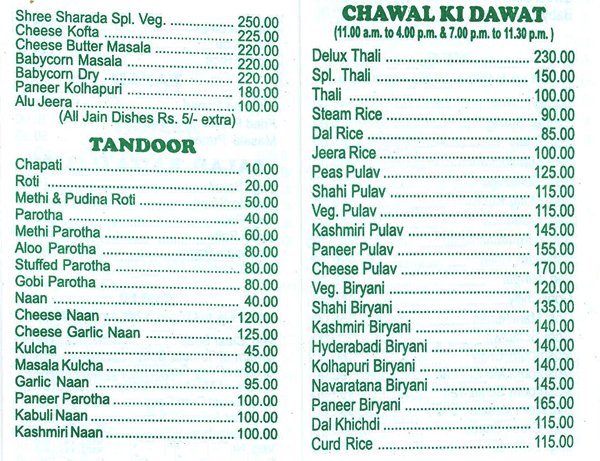 Shree Sharada Spl. Veg. .................. 250.00
Cheese Kofta ................................. 225.00
Cheese Butter Masala .................... 220.00
Babycorn Masala ........................... 220.00
Babycorn Dry ................................. 220.00
Paneer Kolhapuri ........................... 180.00
Alu Jeera ....................................... 100.00
(All Jain Dishes Rs. 5/- extra)
TANDOOR
Chapati ........................................... 10.00
Roti ................................................. 20.00
Methi & Pudina Roti ........................ 50.00
Parotha ........................................... 40.00
Methi Parotha ................................. 60.00
Aloo Parotha ................................... 80.00
Stuffed Parotha .............................. 80.00
Gobi Parotha .................................. 80.00
Naan ............................................... 40.00
Cheese Naan ................................ 120.00
Cheese Garlic Naan ...................... 125.00
Kulcha ............................................ 45.00
Masala Kulcha ................................ 80.00
Garlic Naan .................................... 95.00
Paneer Parotha ............................ 100.00
Kabuli Naan .................................. 100.00
Kashmiri Naan .............................. 100.00
CHAWAL KI DAWAT
(11.00 a.m. to 4.00 p.m. & 7.00 p.m. to 11.30 p.m. )
Delux Thali .................................... 230.00
Spl. Thali ...................................... 150.00
Thali ............................................. 100.00
Steam Rice .................................... 90.00
Dal Rice ......................................... 85.00
Jeera Rice .................................... 100.00
Peas Pulav ................................... 125.00
Shahi Pulav .................................. 115.00
Veg. Pulav .................................... 115.00
Kashmiri Pulav ............................. 145.00
Paneer Pulav ................................ 155.00
Cheese Pulav ............................... 170.00
Veg. Biryani .................................. 120.00
Shahi Biryani ................................ 135.00
Kashmiri Biryani ........................... 140.00
Hyderabadi Biryani ....................... 140.00
Kolhapuri Biryani .......................... 140.00
Navaratana Biryani ....................... 145.00
Paneer Biryani .............................. 165.00
Dal Khichdi ................................... 115.00
Curd Rice ..................................... 115.00